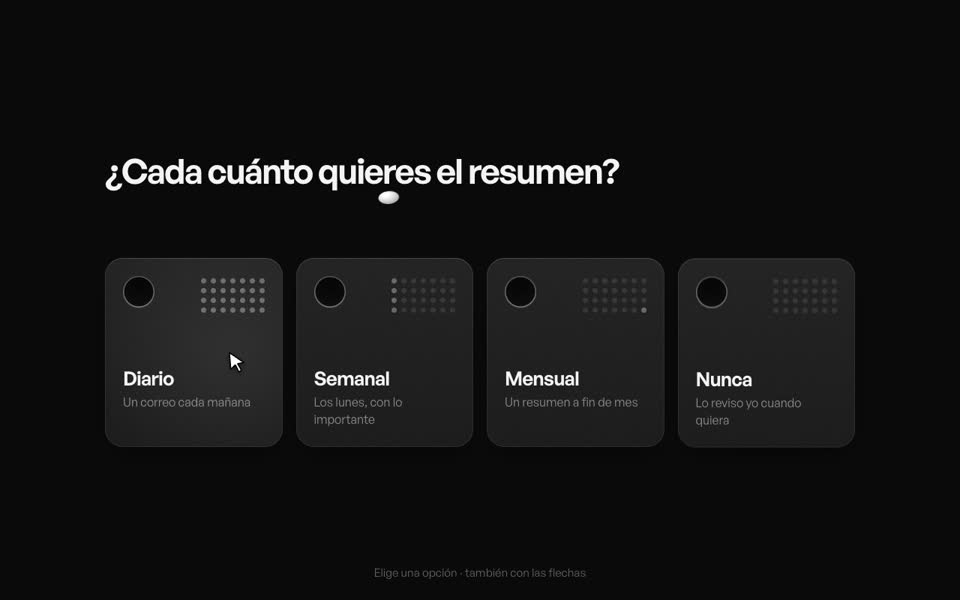 ¿Cada cuánto quieres el resumen?
Diario
Un correo cada mañana
Semanal
Los lunes, con lo
importante
Mensual
Un resumen a fin de mes
Nunca
Lo reviso yo cuando
quiera
Elige una opción · también con las flechas